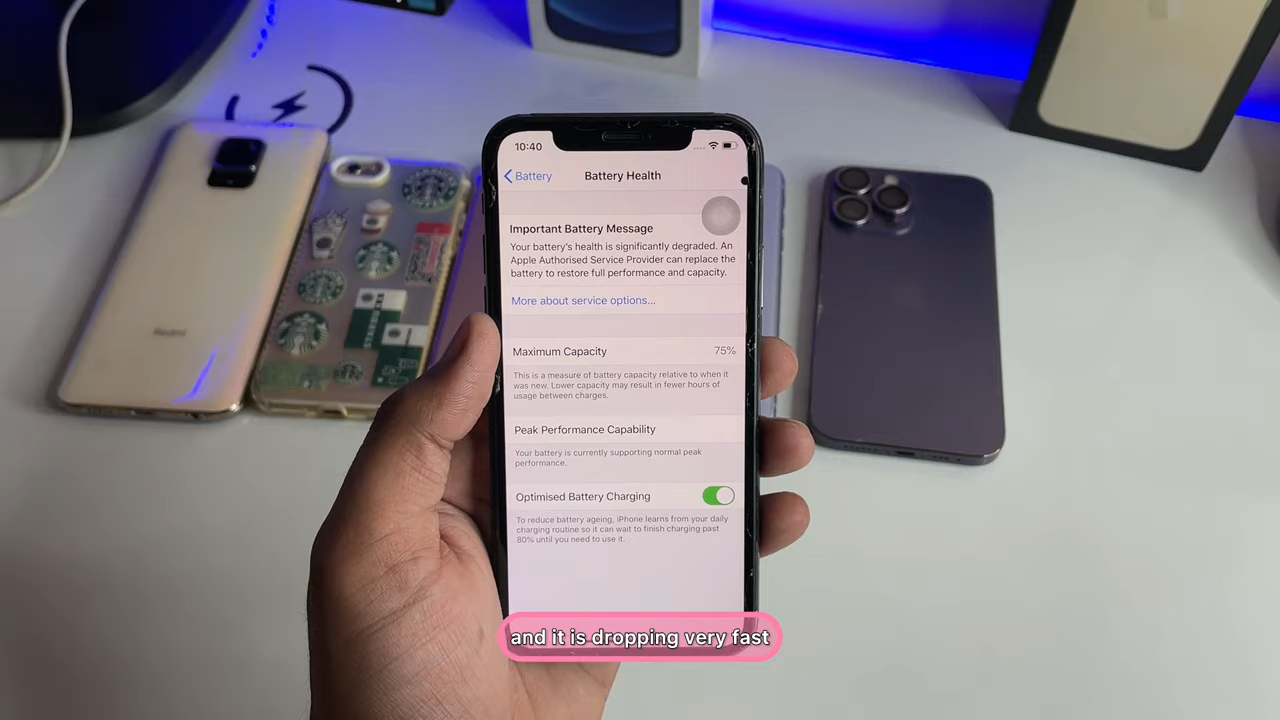 10:40
Battery
Battery Health
Important Battery Message
Your battery's health is significantly degraded. An
Apple Authorised Service Provider can replace the
battery to restore full performance and capacity.
More about service options...
Maximum Capacity 75%
This is a measure of battery capacity relative to when it
was new. Lower capacity may result in fewer hours of
usage between charges.
Peak Performance Capability
Your battery is currently supporting normal peak
performance.
Optimised Battery Charging
To reduce battery ageing, iPhone learns from your daily
charging routine so it can wait to finish charging past
80% until you need to use it.
and it is dropping very fast
Redmi
STARBUCKS